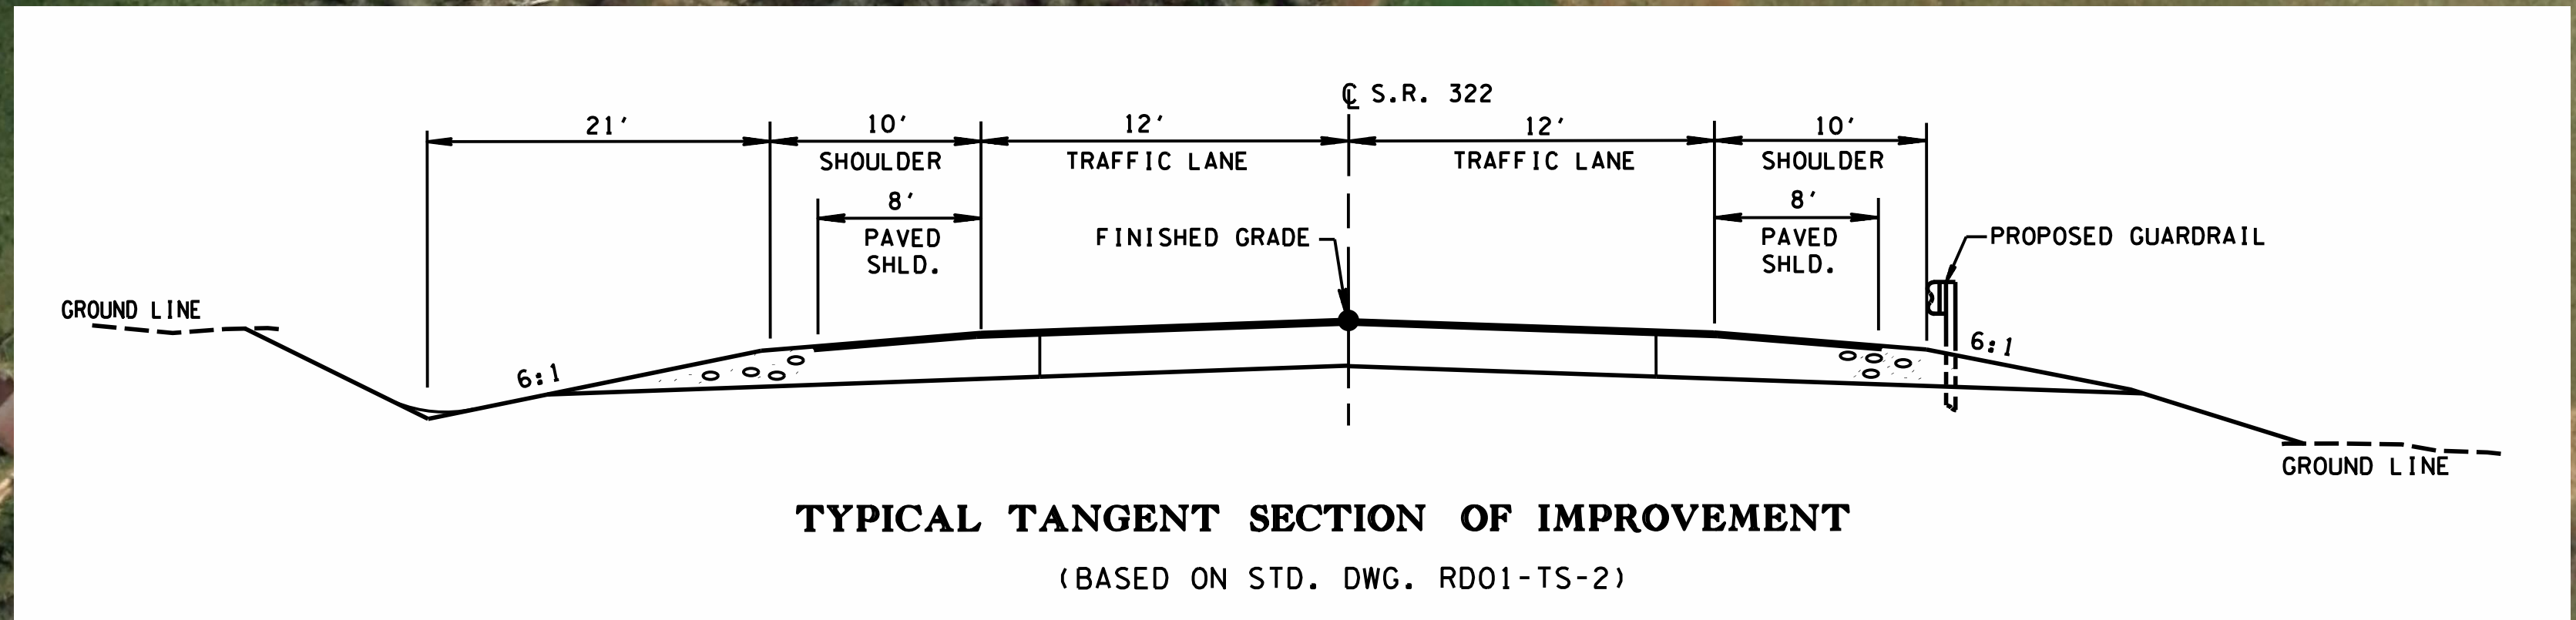 ℄ S.R. 322
21' 10' 12' 12' 10'
SHOULDER TRAFFIC LANE TRAFFIC LANE SHOULDER
8' 8'
PAVED FINISHED GRADE PAVED PROPOSED GUARDRAIL
SHLD. SHLD.
GROUND LINE
6:1 6:1
GROUND LINE
TYPICAL TANGENT SECTION OF IMPROVEMENT
(BASED ON STD. DWG. RD01-TS-2)